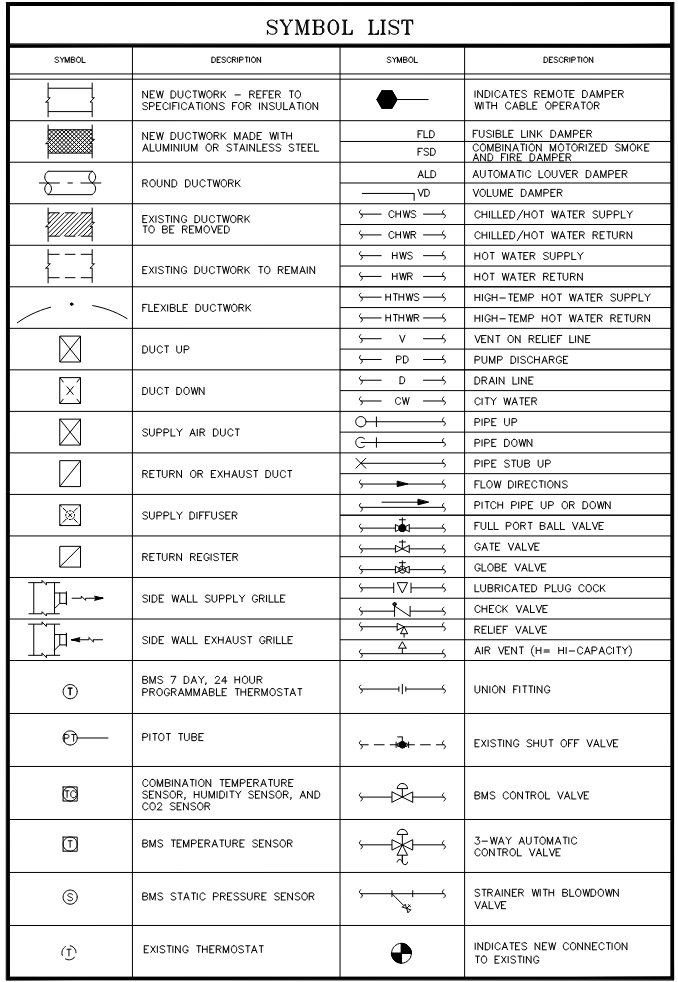 SYMBOL LIST
SYMBOL DESCRIPTION SYMBOL DESCRIPTION
NEW DUCTWORK – REFER TO
SPECIFICATIONS FOR INSULATION
INDICATES REMOTE DAMPER
WITH CABLE OPERATOR
NEW DUCTWORK MADE WITH
ALUMINIUM OR STAINLESS STEEL
FLD FUSIBLE LINK DAMPER
FSD COMBINATION MOTORIZED SMOKE
AND FIRE DAMPER
ROUND DUCTWORK
ALD AUTOMATIC LOUVER DAMPER
VD VOLUME DAMPER
EXISTING DUCTWORK
TO BE REMOVED
CHWS CHILLED/HOT WATER SUPPLY
CHWR CHILLED/HOT WATER RETURN
EXISTING DUCTWORK TO REMAIN
HWS HOT WATER SUPPLY
HWR HOT WATER RETURN
FLEXIBLE DUCTWORK
HTHWS HIGH-TEMP HOT WATER SUPPLY
HTHWR HIGH-TEMP HOT WATER RETURN
DUCT UP
V VENT ON RELIEF LINE
PD PUMP DISCHARGE
DUCT DOWN
D DRAIN LINE
CW CITY WATER
SUPPLY AIR DUCT
PIPE UP
PIPE DOWN
RETURN OR EXHAUST DUCT
PIPE STUB UP
FLOW DIRECTIONS
SUPPLY DIFFUSER
PITCH PIPE UP OR DOWN
FULL PORT BALL VALVE
RETURN REGISTER
GATE VALVE
GLOBE VALVE
SIDE WALL SUPPLY GRILLE
LUBRICATED PLUG COCK
CHECK VALVE
SIDE WALL EXHAUST GRILLE
RELIEF VALVE
AIR VENT (H= HI-CAPACITY)
T BMS 7 DAY, 24 HOUR
PROGRAMMABLE THERMOSTAT
UNION FITTING
PT PITOT TUBE
EXISTING SHUT OFF VALVE
TC COMBINATION TEMPERATURE
SENSOR, HUMIDITY SENSOR, AND
CO2 SENSOR
BMS CONTROL VALVE
T BMS TEMPERATURE SENSOR
3-WAY AUTOMATIC
CONTROL VALVE
S BMS STATIC PRESSURE SENSOR
STRAINER WITH BLOWDOWN
VALVE
T EXISTING THERMOSTAT
INDICATES NEW CONNECTION
TO EXISTING